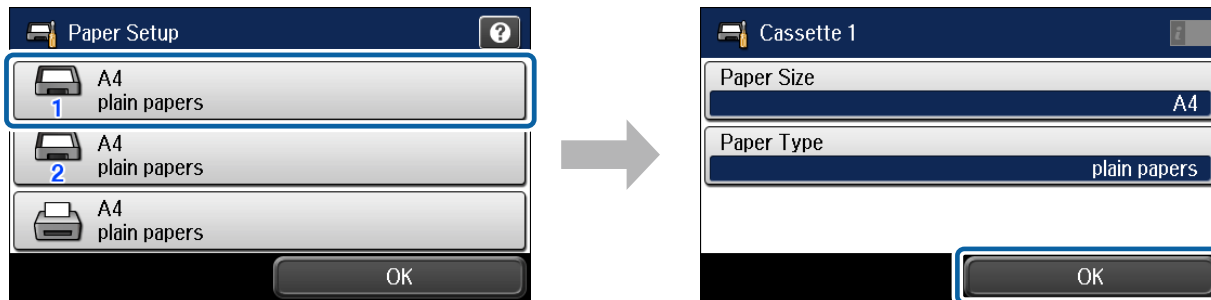 Paper Setup
?
A4
plain papers
1
A4
plain papers
2
A4
plain papers
OK
Cassette 1
i
Paper Size
A4
Paper Type
plain papers
OK